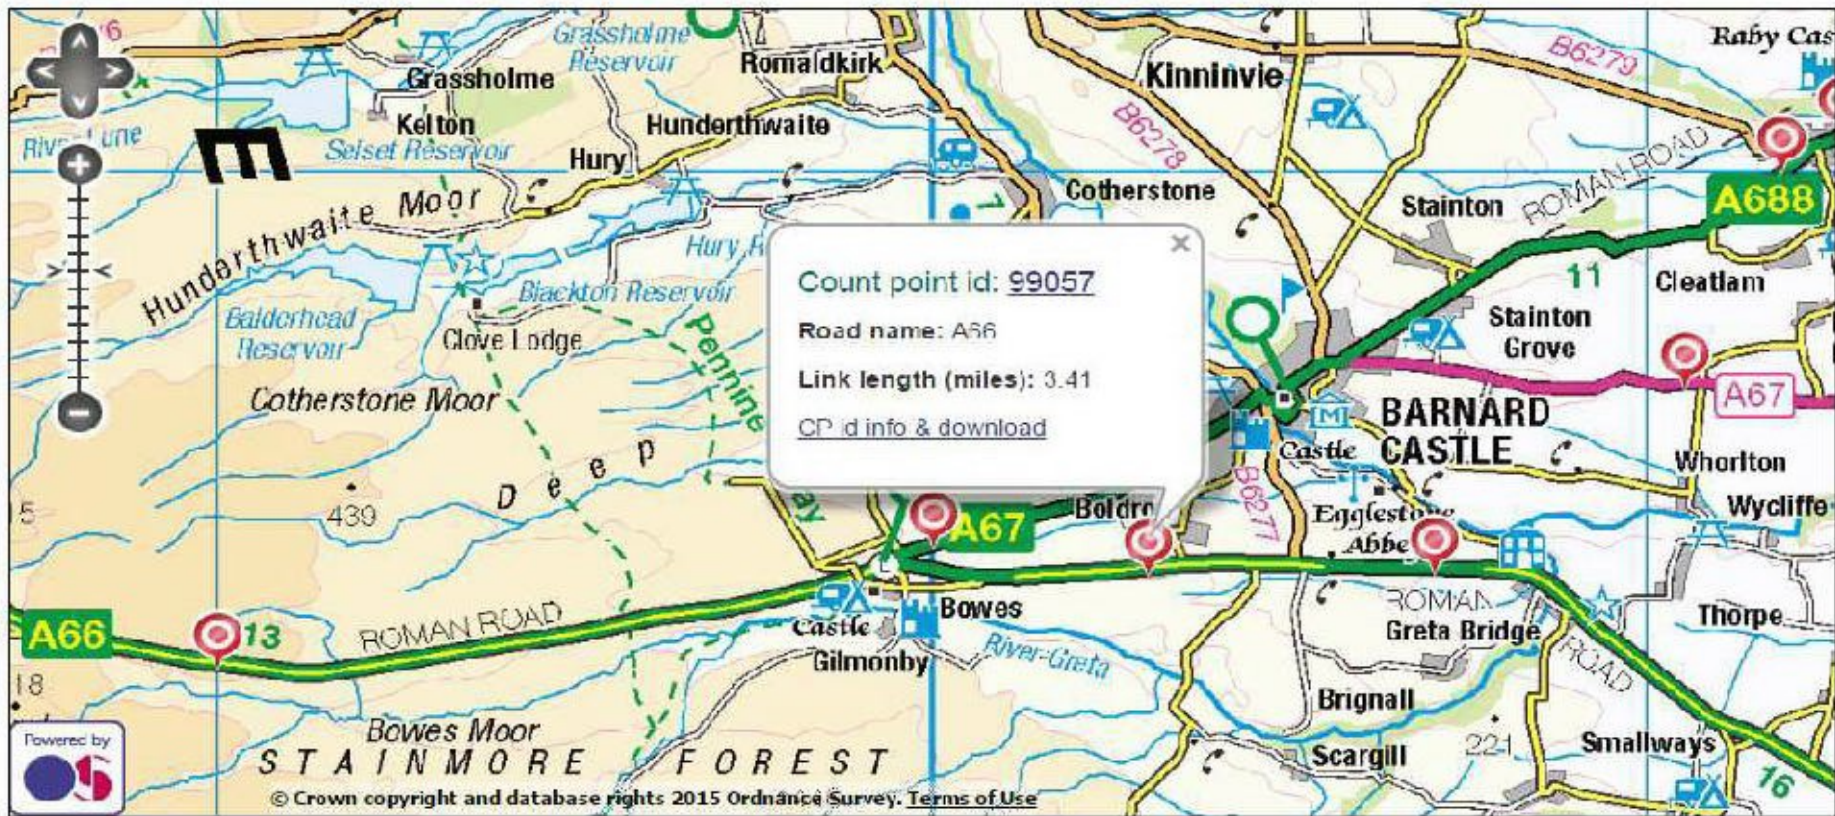 Grassholme
Reservoir
Raby Cas
B6279
Romaldkirk
Kinninvie
Grassholme
Kelton
Hunderthwaite
B6278
River Lune
Selset Reservoir
Hury
ROMAN ROAD
E
Cotherstone
Stainton
A688
Hunderthwaite Moor
7
Hury R
11
Cleatlam
Blackton Reservoir
Balderhead
Reservoir
Clove Lodge
Pennine
Way
Stainton
Grove
Count point id: 99057
Road name: A66
Link length (miles): 3.41
CP id info & download
×
Cotherstone Moor
BARNARD
CASTLE
M
A67
Castle
Whorlton
Deep
B6277
Wycliffe
439
5
A67
Boldr
Egglestone
Abbe
ROMAN ROAD
Bowes
ROMAN
ROAD
Greta Bridge
Thorpe
A66
13
Castle
Gilmonby
River Greta
18
Brignall
Bowes Moor
STAINMORE FOREST
Scargill
221
Smallways
16
Powered by
OS
© Crown copyright and database rights 2015 Ordnance Survey. Terms of Use